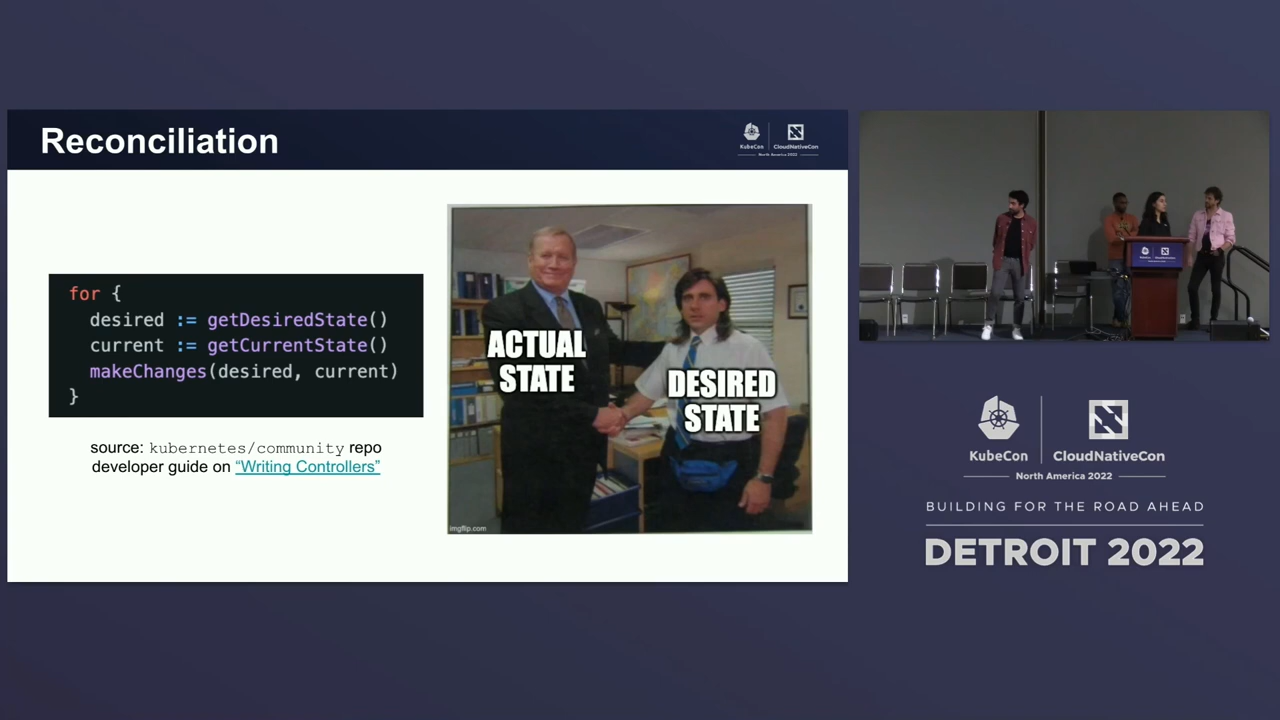 Reconciliation
KubeCon
CloudNativeCon
North America 2022
for {
desired := getDesiredState()
current := getCurrentState()
makeChanges(desired, current)
}
source: kubernetes/community repo
developer guide on “Writing Controllers”
ACTUAL
STATE
DESIRED
STATE
imgflip.com
KubeCon
CloudNativeCon
North America 2022
BUILDING FOR THE ROAD AHEAD
DETROIT 2022